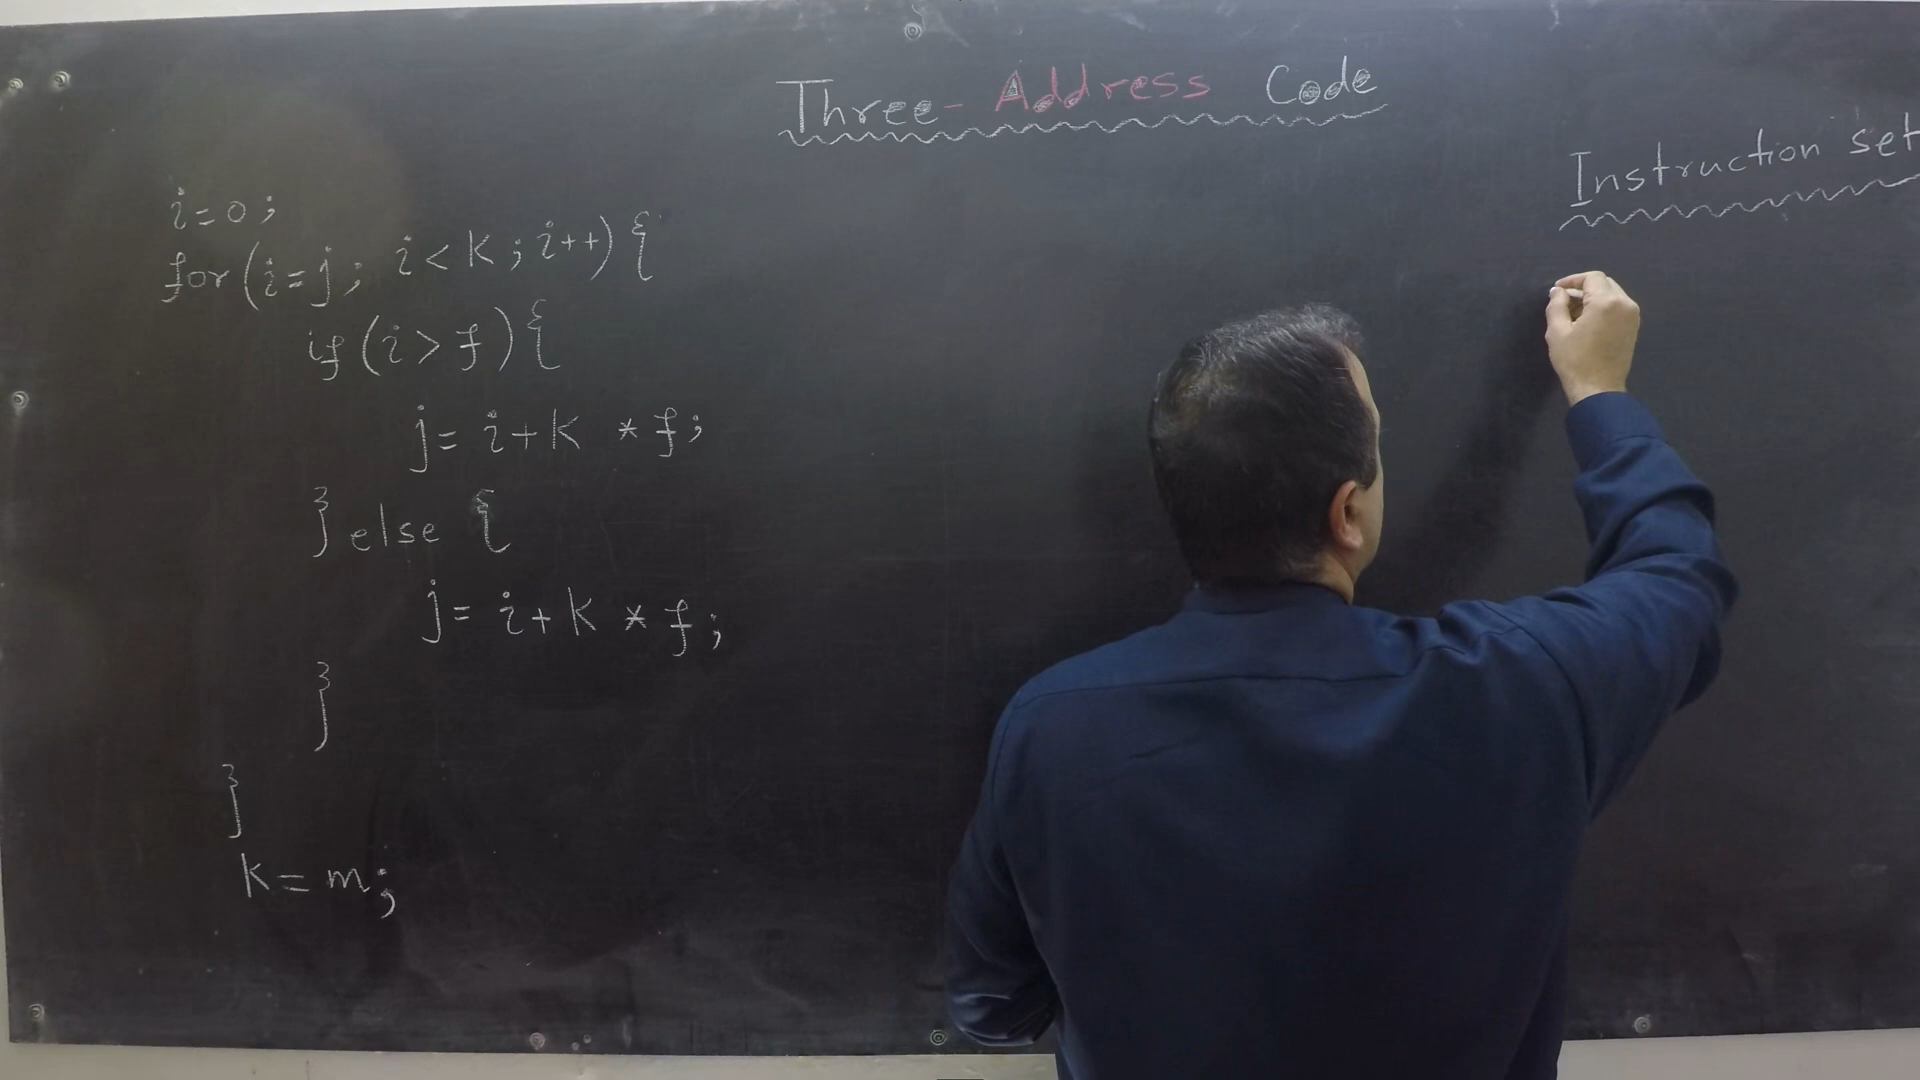 Three-Address Code
Instruction set
i=0;
for(i=j; i<k; i++){
if(i>f){
j=i+k *f;
}else {
j=i+k *f;
}
}
k=m;